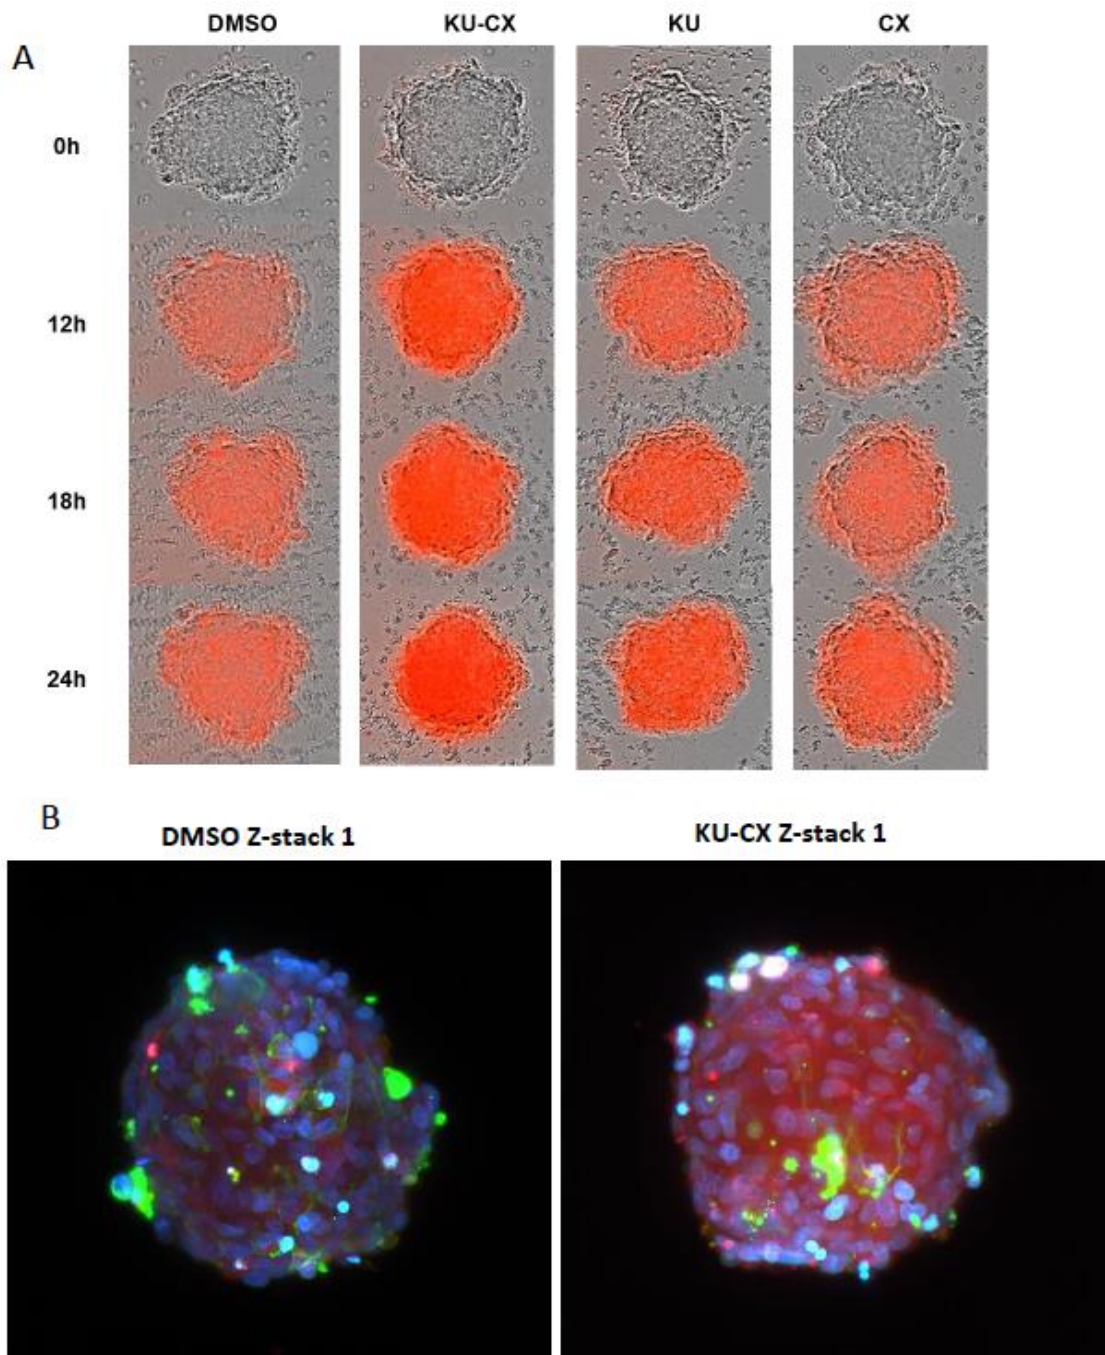 A
DMSO KU-CX KU CX
0h
12h
18h
24h
B
DMSO Z-stack 1 KU-CX Z-stack 1